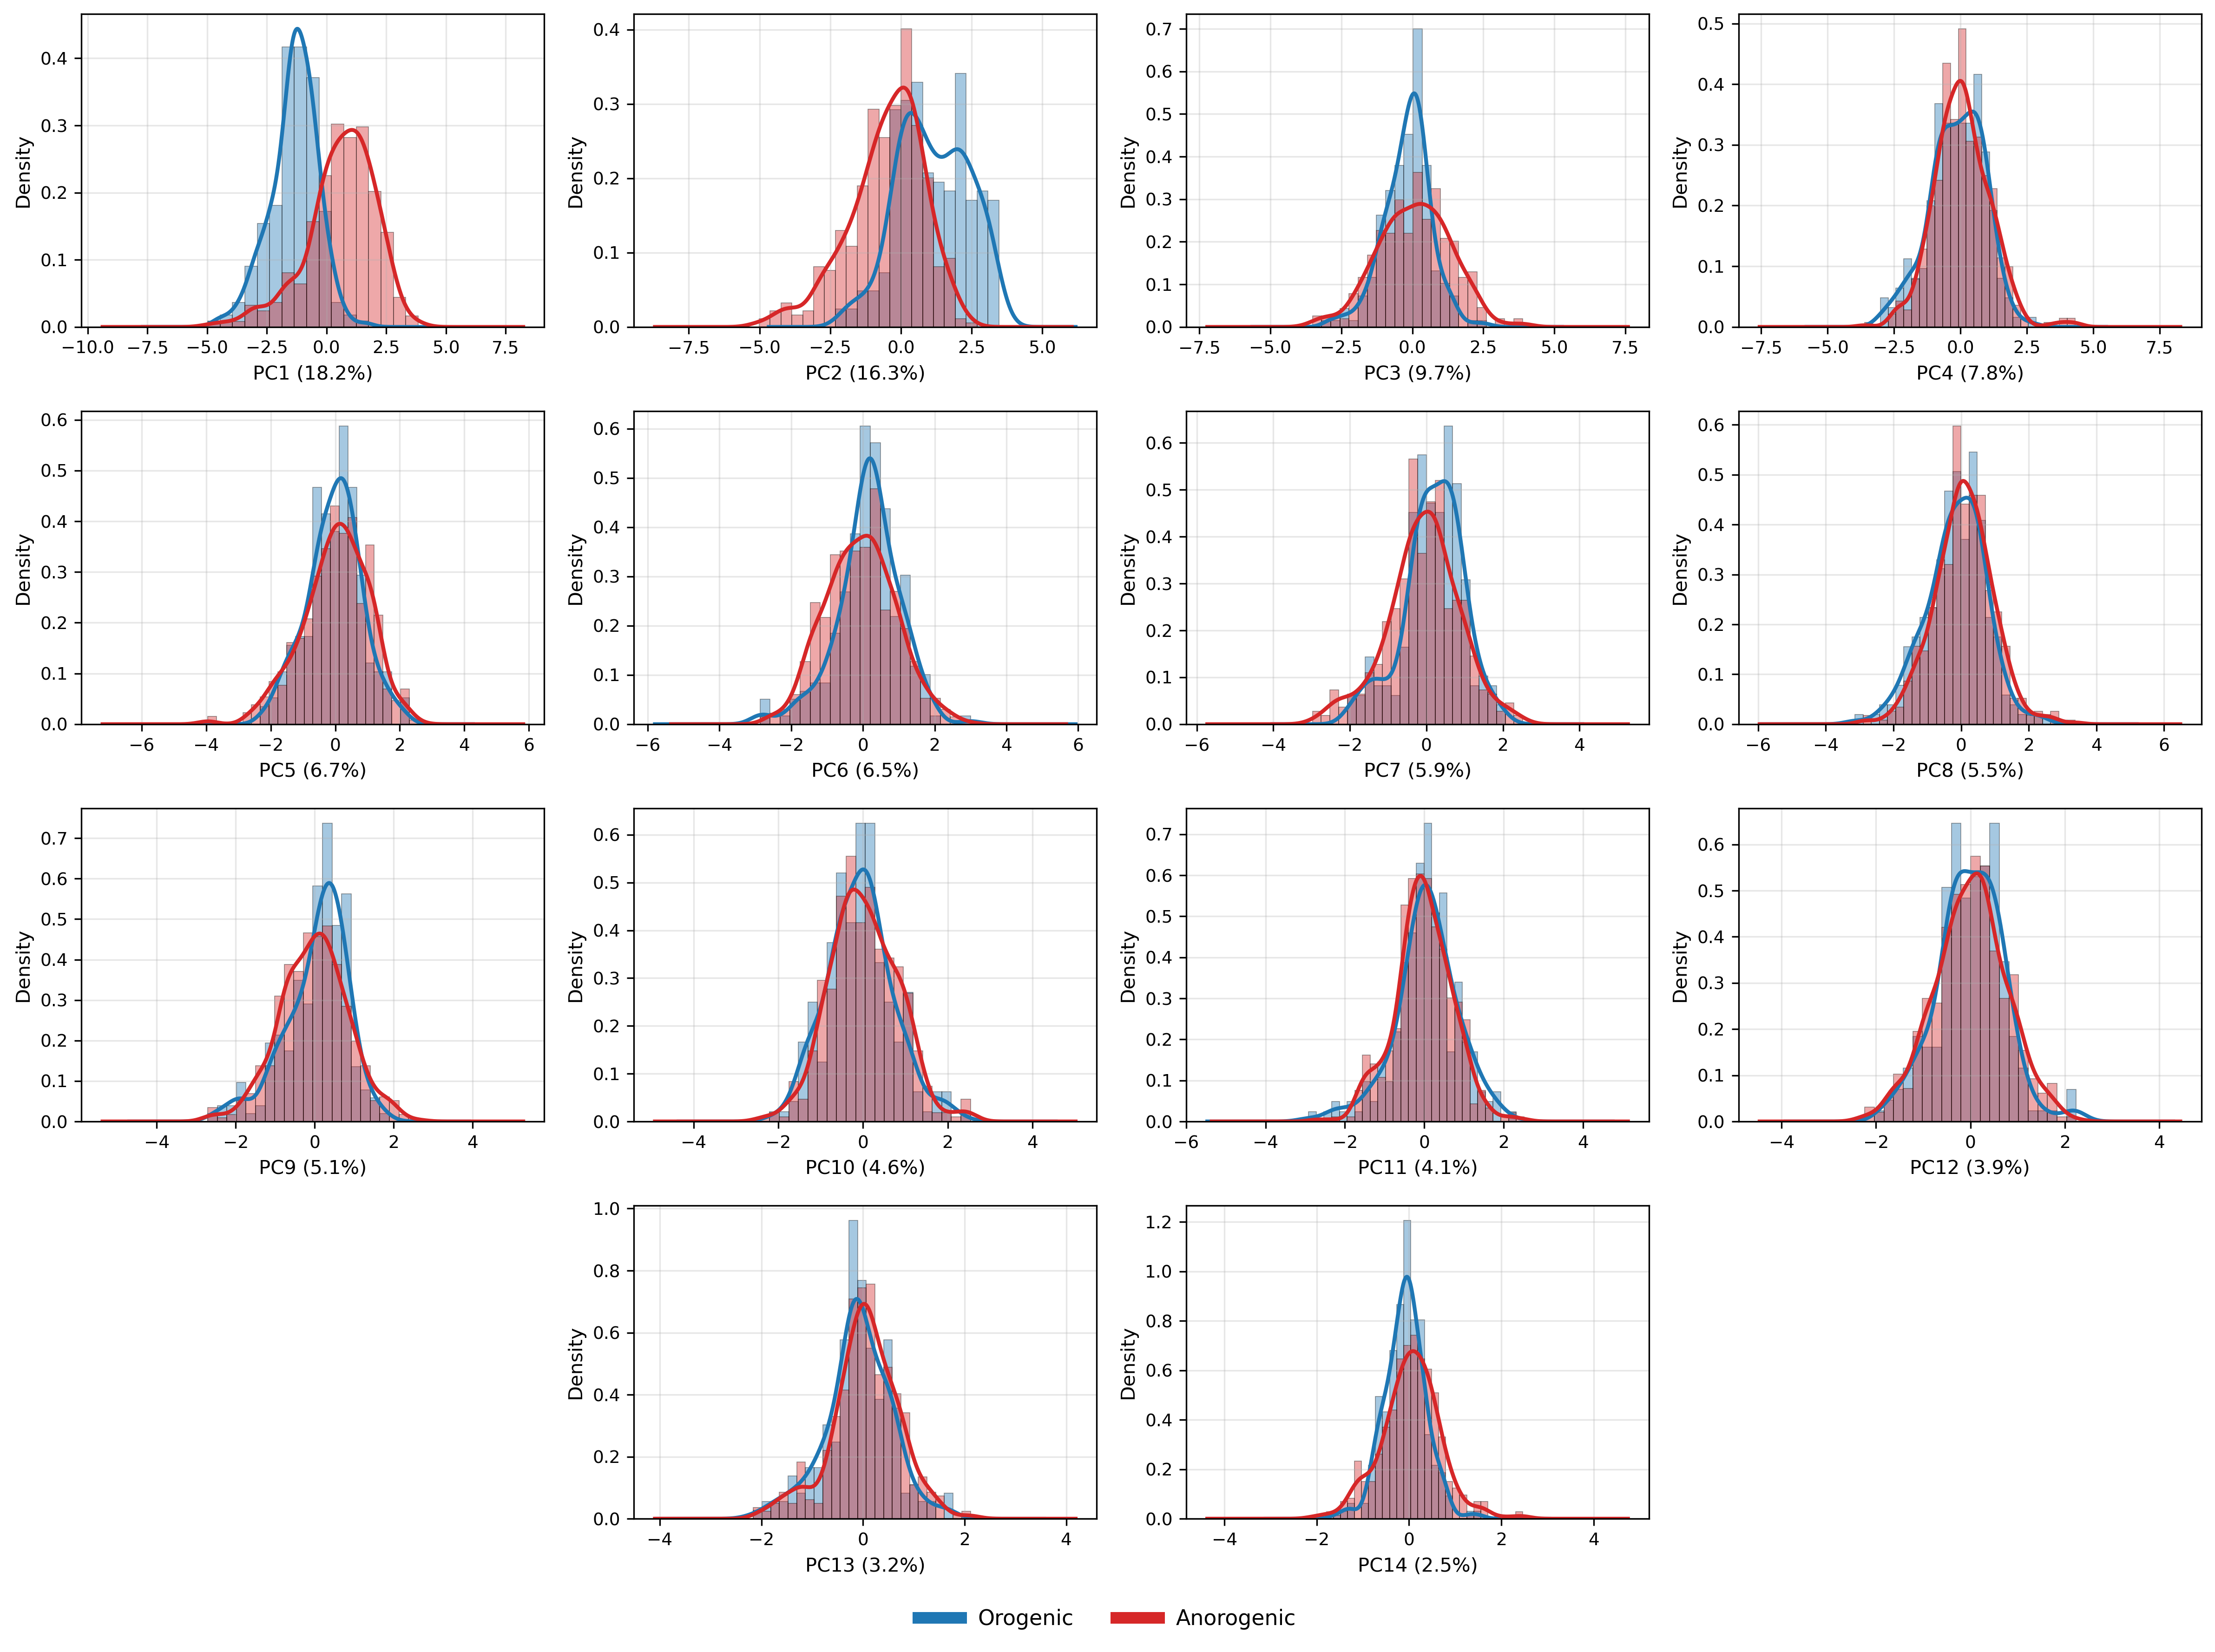 0.4
0.3
0.2
0.1
0.0
Density
−10.0 −7.5 −5.0 −2.5 0.0 2.5 5.0 7.5
PC1 (18.2%)
0.4
0.3
0.2
0.1
0.0
Density
−7.5 −5.0 −2.5 0.0 2.5 5.0
PC2 (16.3%)
0.7
0.6
0.5
0.4
0.3
0.2
0.1
0.0
Density
−7.5 −5.0 −2.5 0.0 2.5 5.0 7.5
PC3 (9.7%)
0.5
0.4
0.3
0.2
0.1
0.0
Density
−7.5 −5.0 −2.5 0.0 2.5 5.0 7.5
PC4 (7.8%)
0.6
0.5
0.4
0.3
0.2
0.1
0.0
Density
−6 −4 −2 0 2 4 6
PC5 (6.7%)
0.6
0.5
0.4
0.3
0.2
0.1
0.0
Density
−6 −4 −2 0 2 4 6
PC6 (6.5%)
0.6
0.5
0.4
0.3
0.2
0.1
0.0
Density
−6 −4 −2 0 2 4
PC7 (5.9%)
0.6
0.5
0.4
0.3
0.2
0.1
0.0
Density
−6 −4 −2 0 2 4 6
PC8 (5.5%)
0.7
0.6
0.5
0.4
0.3
0.2
0.1
0.0
Density
−4 −2 0 2 4
PC9 (5.1%)
0.6
0.5
0.4
0.3
0.2
0.1
0.0
Density
−4 −2 0 2 4
PC10 (4.6%)
0.7
0.6
0.5
0.4
0.3
0.2
0.1
0.0
Density
−6 −4 −2 0 2 4
PC11 (4.1%)
0.6
0.5
0.4
0.3
0.2
0.1
0.0
Density
−4 −2 0 2 4
PC12 (3.9%)
1.0
0.8
0.6
0.4
0.2
0.0
Density
−4 −2 0 2 4
PC13 (3.2%)
1.2
1.0
0.8
0.6
0.4
0.2
0.0
Density
−4 −2 0 2 4
PC14 (2.5%)
Orogenic Anorogenic